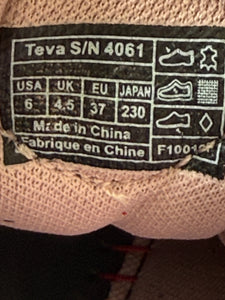 Teva S/N 4061
USA UK EU JAPAN
6 4.5 37 230
Made in China
Fabrique en Chine